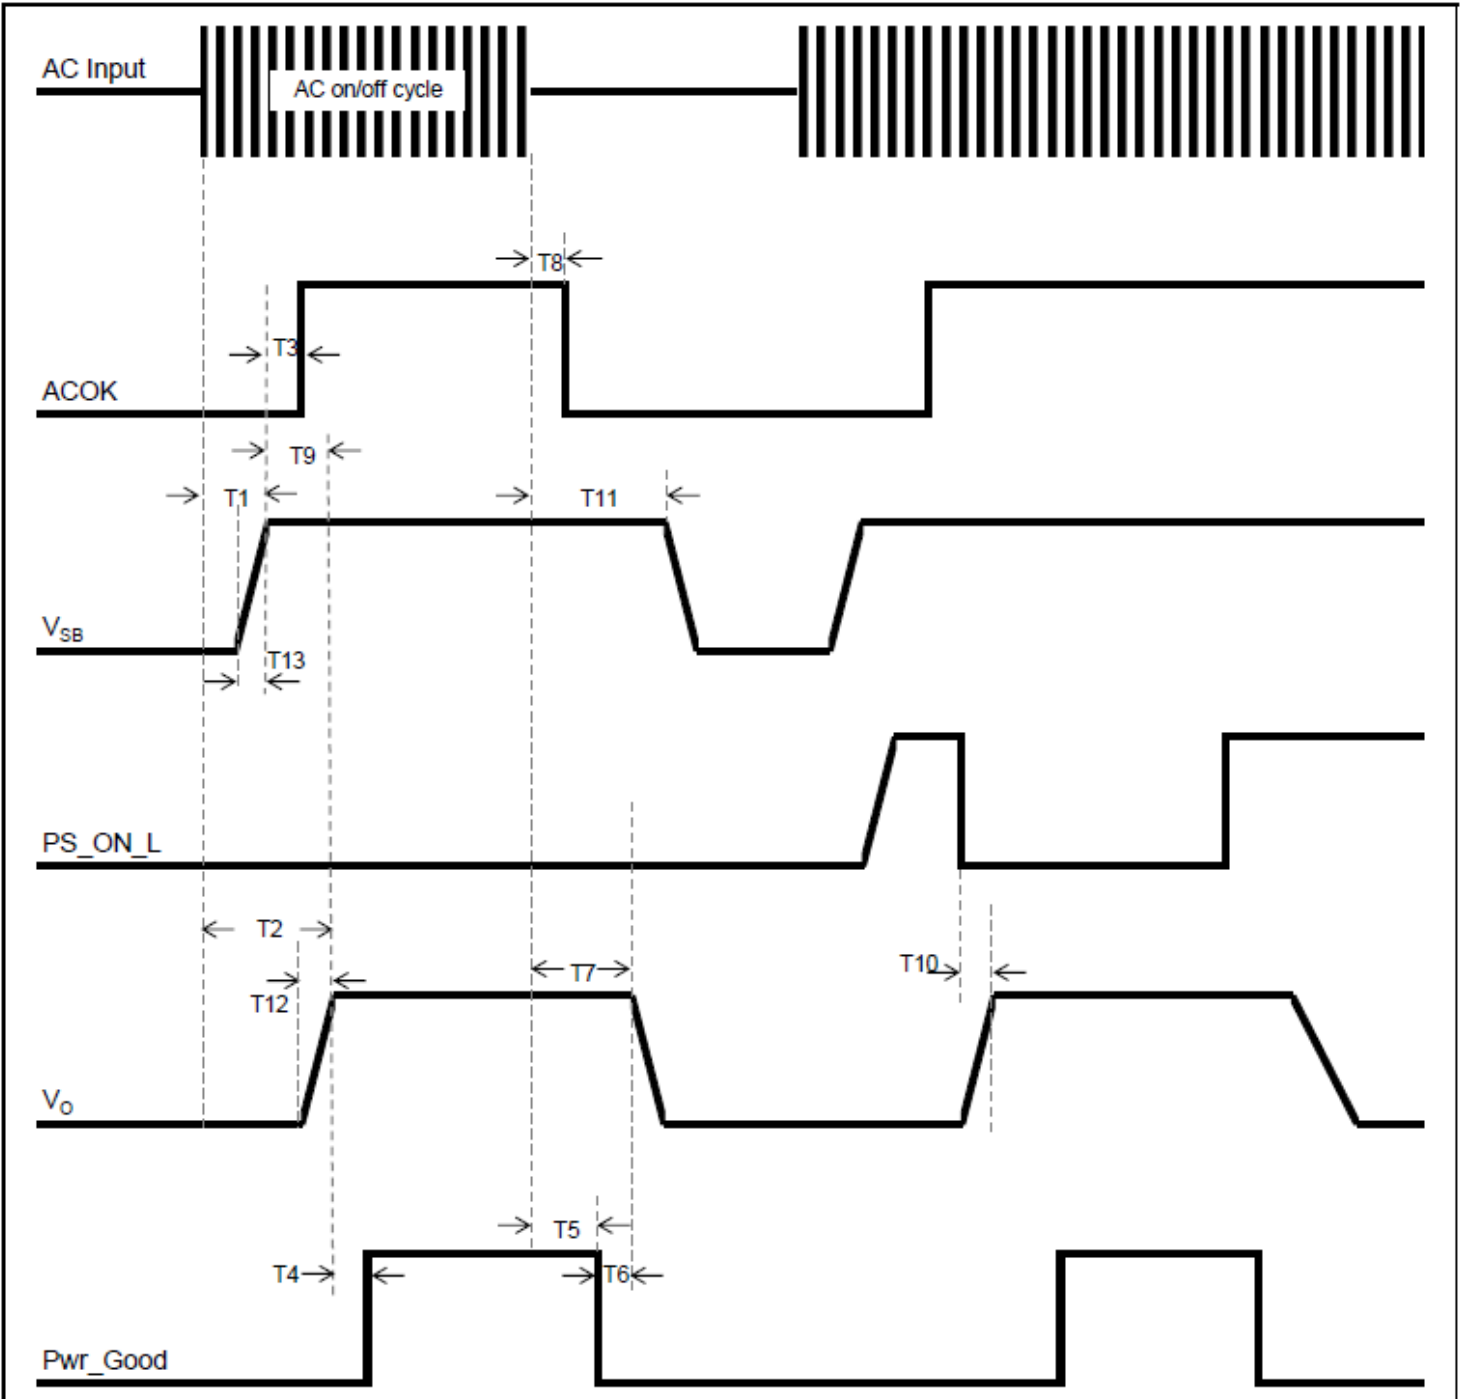 AC Input
AC on/off cycle
T8
T3
ACOK
T9
T1
T11
VSB
T13
PS_ON_L
T2
T10
T7
T12
VO
T5
T4
T6
Pwr_Good